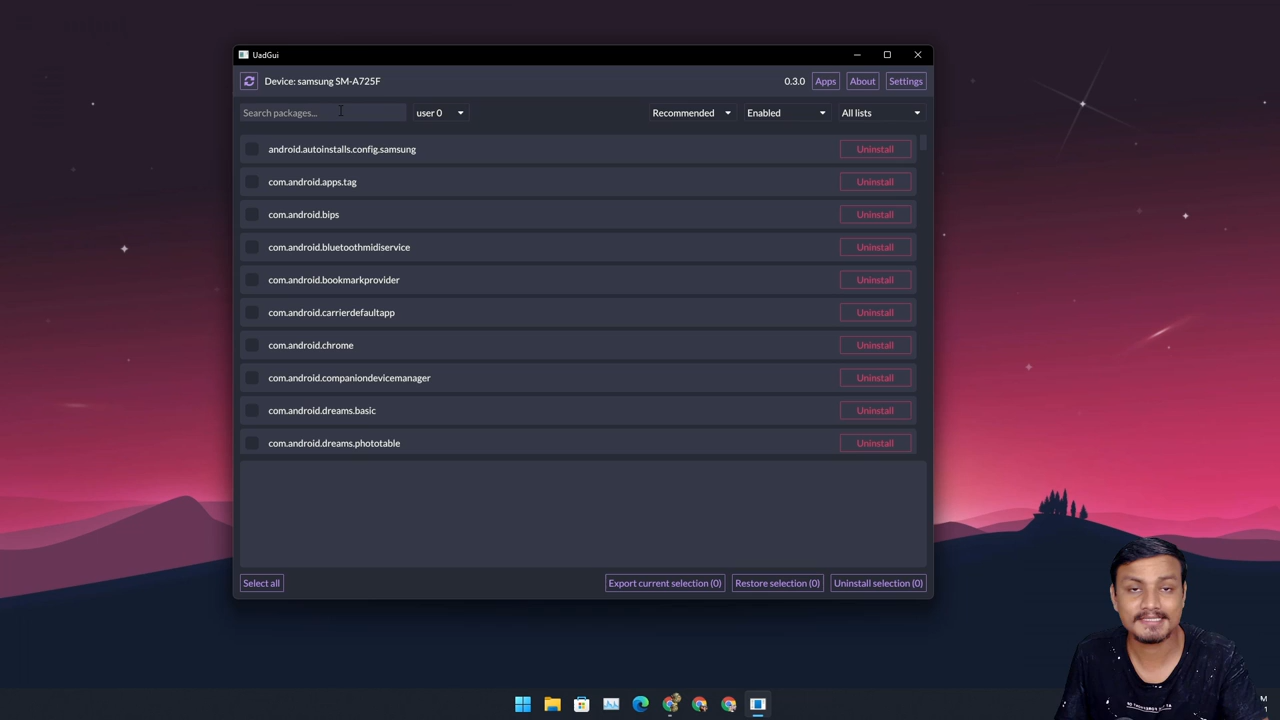 UadGui
Device: samsung SM-A725F 0.3.0 Apps About Settings
Search packages... user 0 Recommended Enabled All lists
android.autoinstalls.config.samsung Uninstall
com.android.apps.tag Uninstall
com.android.bips Uninstall
com.android.bluetoothmidiservice Uninstall
com.android.bookmarkprovider Uninstall
com.android.carrierdefaultapp Uninstall
com.android.chrome Uninstall
com.android.companiondevicemanager Uninstall
com.android.dreams.basic Uninstall
com.android.dreams.phototable Uninstall
Select all Export current selection (0) Restore selection (0) Uninstall selection (0)
M